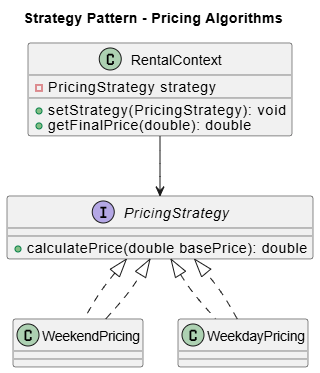 Strategy Pattern - Pricing Algorithms
C RentalContext
PricingStrategy strategy
setStrategy(PricingStrategy): void
getFinalPrice(double): double
I PricingStrategy
calculatePrice(double basePrice): double
C WeekendPricing C WeekdayPricing